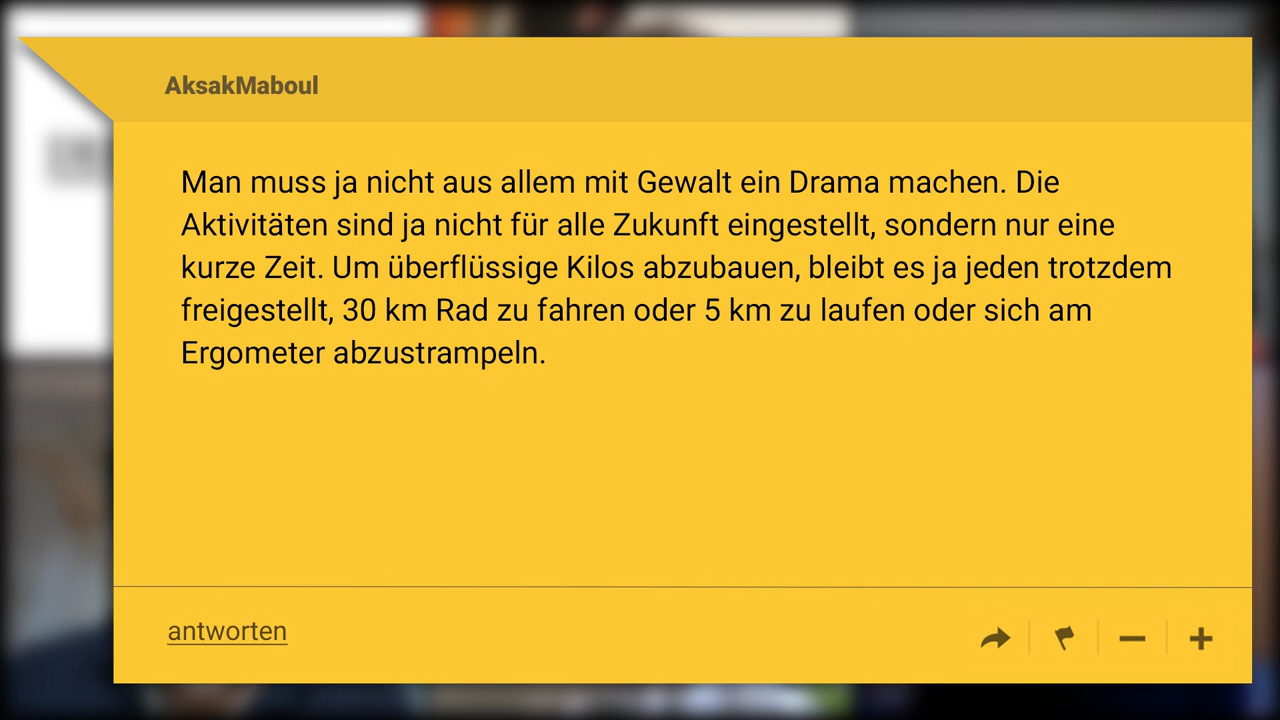 AksakMaboul
Man muss ja nicht aus allem mit Gewalt ein Drama machen. Die
Aktivitäten sind ja nicht für alle Zukunft eingestellt, sondern nur eine
kurze Zeit. Um überflüssige Kilos abzubauen, bleibt es ja jeden trotzdem
freigestellt, 30 km Rad zu fahren oder 5 km zu laufen oder sich am
Ergometer abzustrampeln.
antworten